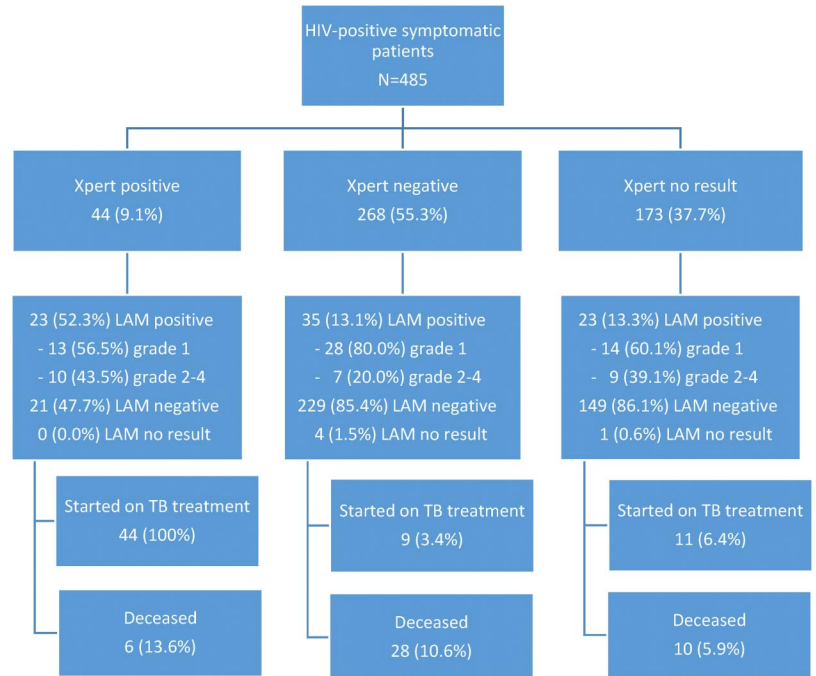 HIV-positive symptomatic
patients
N=485
Xpert positive
44 (9.1%)
Xpert negative
268 (55.3%)
Xpert no result
173 (37.7%)
23 (52.3%) LAM positive
- 13 (56.5%) grade 1
- 10 (43.5%) grade 2-4
21 (47.7%) LAM negative
0 (0.0%) LAM no result
35 (13.1%) LAM positive
- 28 (80.0%) grade 1
- 7 (20.0%) grade 2-4
229 (85.4%) LAM negative
4 (1.5%) LAM no result
23 (13.3%) LAM positive
- 14 (60.1%) grade 1
- 9 (39.1%) grade 2-4
149 (86.1%) LAM negative
1 (0.6%) LAM no result
Started on TB treatment
44 (100%)
Started on TB treatment
9 (3.4%)
Started on TB treatment
11 (6.4%)
Deceased
6 (13.6%)
Deceased
28 (10.6%)
Deceased
10 (5.9%)